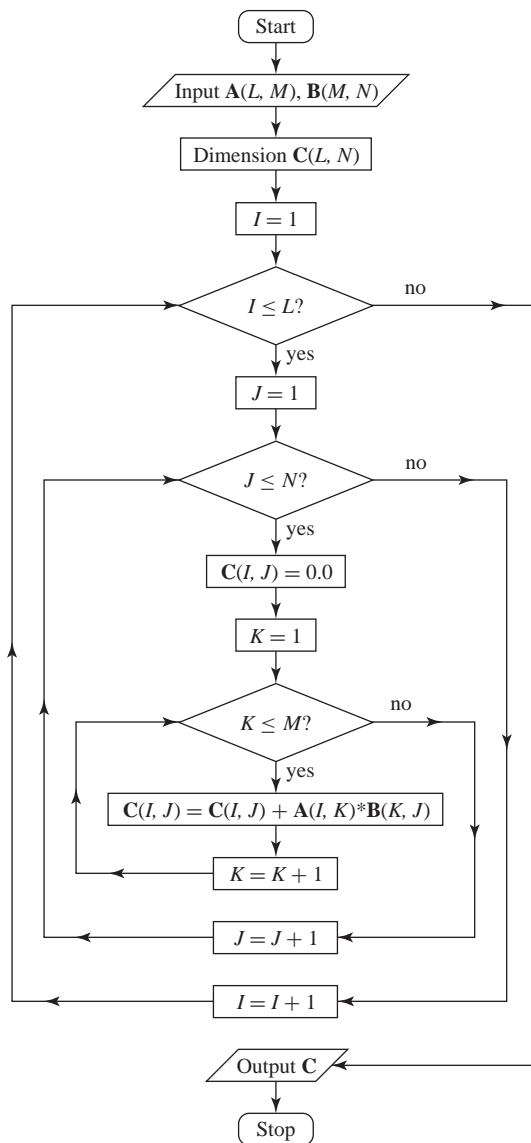 Start
Input A(L, M), B(M, N)
Dimension C(L, N)
I = 1
I ≤ L?
no
yes
J = 1
J ≤ N?
no
yes
C(I, J) = 0.0
K = 1
K ≤ M?
no
yes
C(I, J) = C(I, J) + A(I, K)*B(K, J)
K = K + 1
J = J + 1
I = I + 1
Output C
Stop